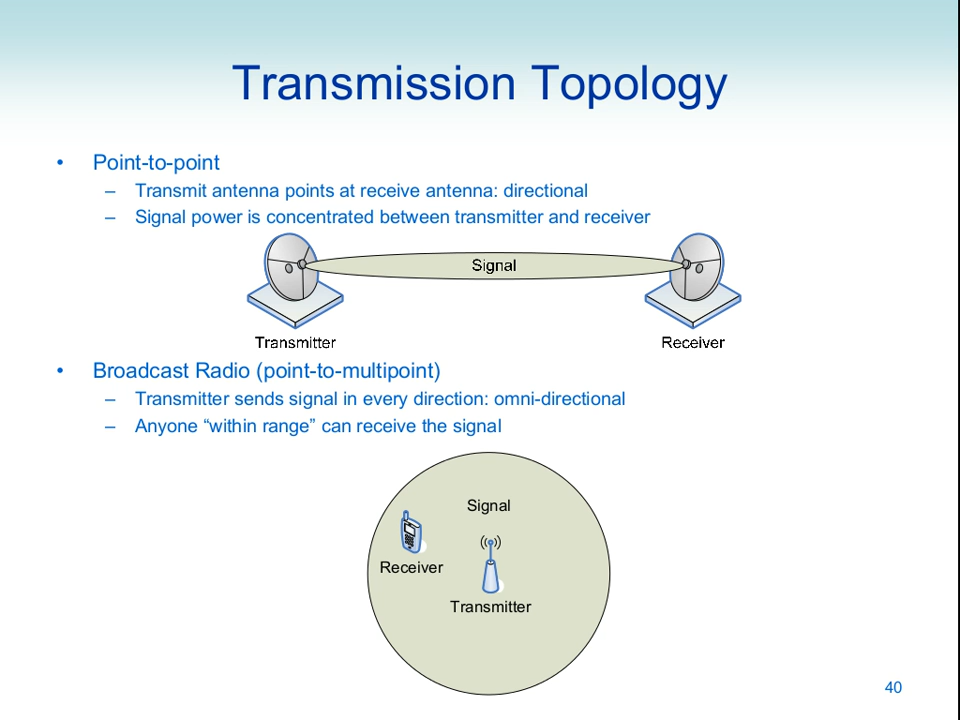 Transmission Topology
• Point-to-point
– Transmit antenna points at receive antenna: directional
– Signal power is concentrated between transmitter and receiver
Signal
Transmitter
Receiver
• Broadcast Radio (point-to-multipoint)
– Transmitter sends signal in every direction: omni-directional
– Anyone “within range” can receive the signal
Signal
Receiver
Transmitter
40